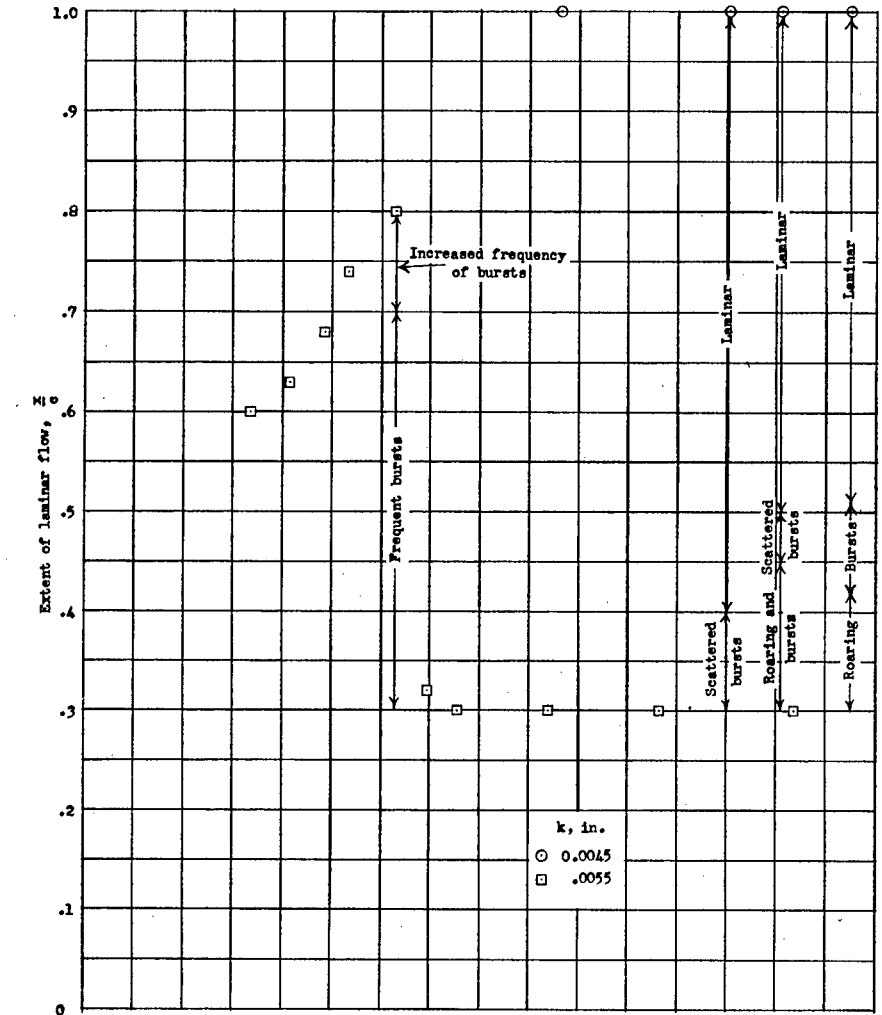 1.0
.9
.8
.7
.6
.5
.4
.3
.2
.1
0
Extent of laminar flow, x/c
Increased frequency
of bursts
Frequent bursts
Laminar
Scattered
bursts
Laminar
Scattered
bursts
Roaring and
bursts
Laminar
Bursts
Roaring
k, in.
0.0045
.0055